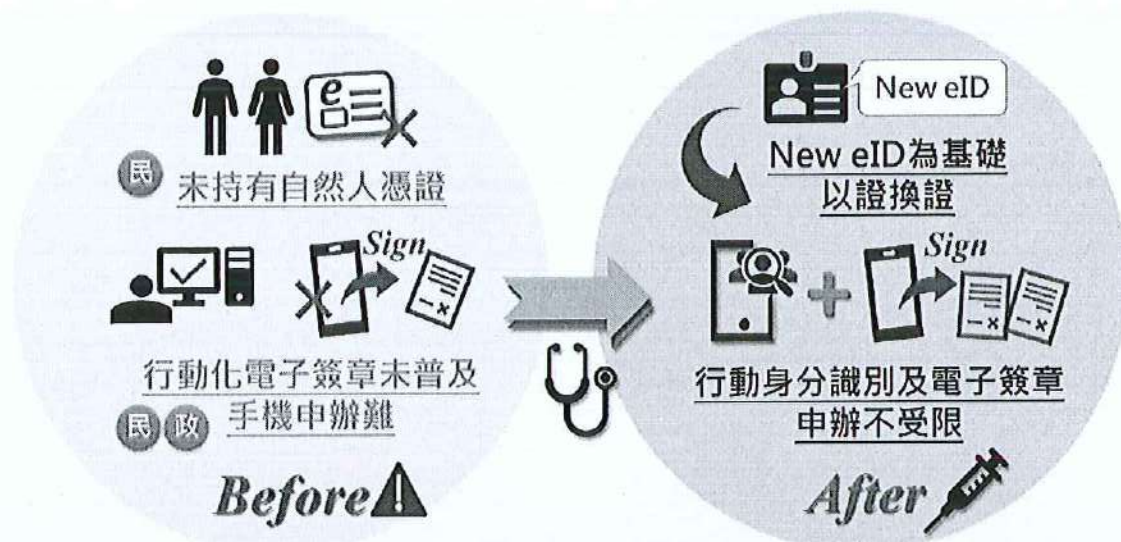 e
民 未持有自然人憑證
Sign
行動化電子簽章未普及
民 政 手機申辦難
Before
New eID
New eID為基礎
以證換證
Sign
行動身分識別及電子簽章
申辦不受限
After